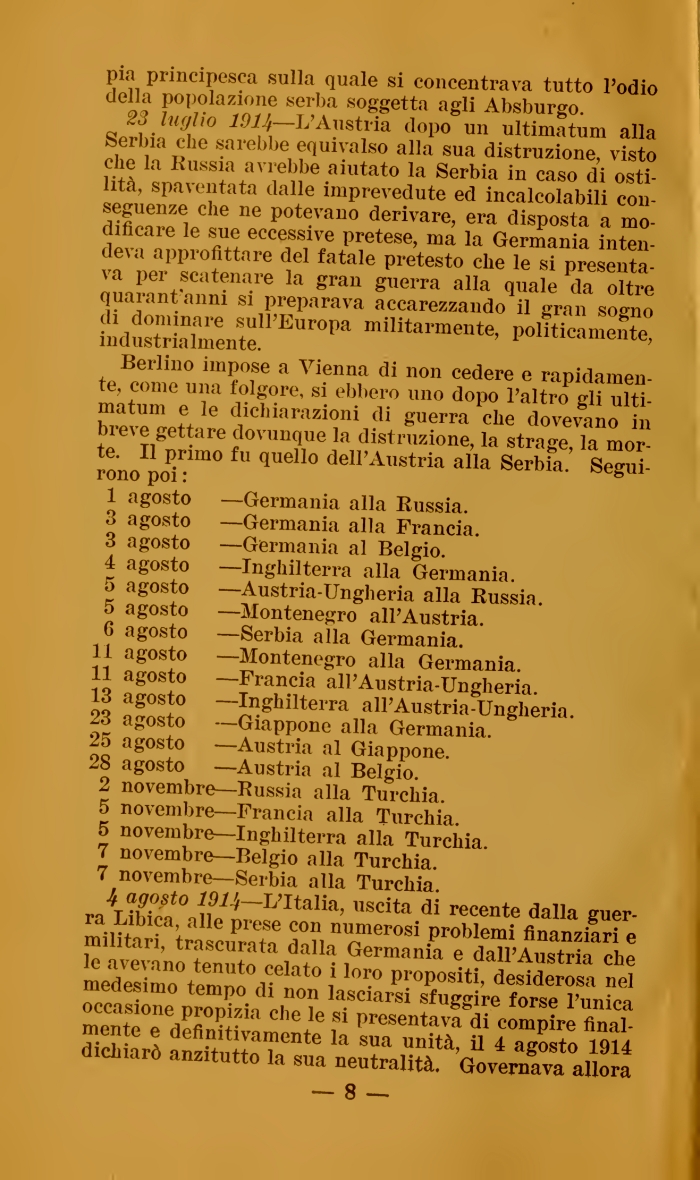 pia principesca sulla quale si concentrava tutto l'odio
della popolazione serba soggetta agli Absburgo.
23 luglio 1914—L'Austria dopo un ultimatum alla
Serbia che sarebbe equivalso alla sua distruzione, visto
che la Russia avrebbe aiutato la Serbia in caso di osti-
lità, spaventata dalle imprevedute ed incalcolabili con-
seguenze che ne potevano derivare, era disposta a mo-
dificare le sue eccessive pretese, ma la Germania inten-
deva approfittare del fatale pretesto che le si presenta-
va per scatenare la gran guerra alla quale da oltre
quarant'anni si preparava accarezzando il gran sogno
di dominare sull'Europa militarmente, politicamente,
industrialmente.
Berlino impose a Vienna di non cedere e rapidamen-
te, come una folgore, si ebbero uno dopo l'altro gli ulti-
matum e le dichiarazioni di guerra che dovevano in
breve gettare dovunque la distruzione, la strage, la mor-
te. Il primo fu quello dell'Austria alla Serbia. Segui-
rono poi:
1 agosto —Germania alla Russia.
3 agosto —Germania alla Francia.
3 agosto —Germania al Belgio.
4 agosto —Inghilterra alla Germania.
5 agosto —Austria-Ungheria alla Russia.
5 agosto —Montenegro all'Austria.
6 agosto —Serbia alla Germania.
11 agosto —Montenegro alla Germania.
11 agosto —Francia all'Austria-Ungheria.
13 agosto —Inghilterra all'Austria-Ungheria.
23 agosto —Giappone alla Germania.
25 agosto —Austria al Giappone.
28 agosto —Austria al Belgio.
2 novembre—Russia alla Turchia.
5 novembre—Francia alla Turchia.
5 novembre—Inghilterra alla Turchia.
7 novembre—Belgio alla Turchia.
7 novembre—Serbia alla Turchia.
4 agosto 1914—L'Italia, uscita di recente dalla guer-
ra Libica, alle prese con numerosi problemi finanziari e
militari, trascurata dalla Germania e dall'Austria che
le avevano tenuto celato i loro propositi, desiderosa nel
medesimo tempo di non lasciarsi sfuggire forse l'unica
occasione propizia che le si presentava di compire final-
mente e definitivamente la sua unità, il 4 agosto 1914
dichiarò anzitutto la sua neutralità. Governava allora
— 8 —